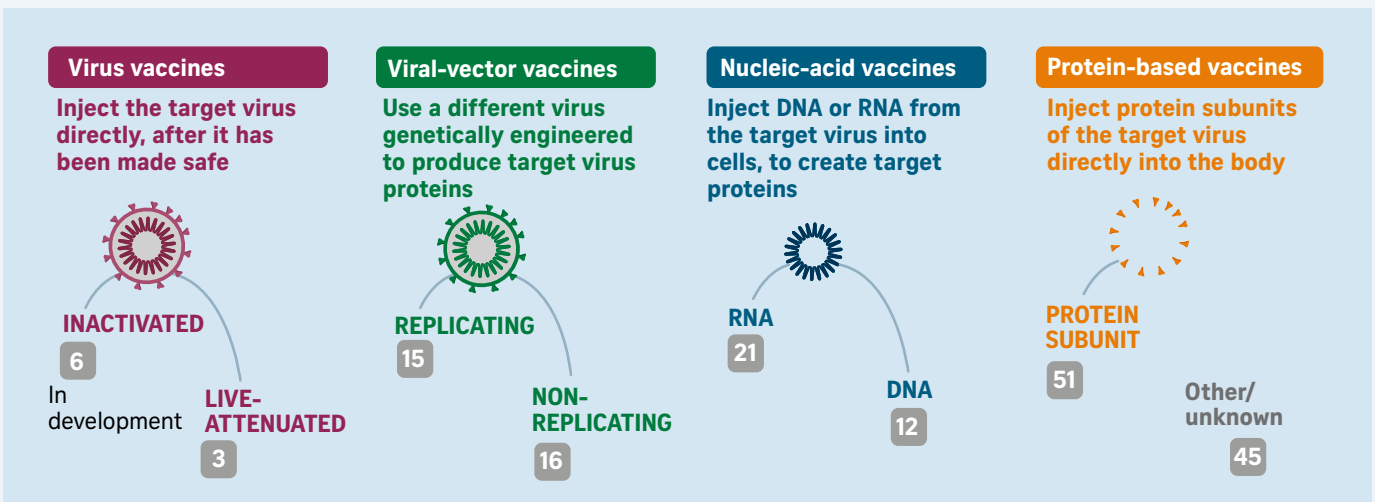 Virus vaccines
Inject the target virus
directly, after it has
been made safe
INACTIVATED
6
In
development
LIVE-
ATTENUATED
3
Viral-vector vaccines
Use a different virus
genetically engineered
to produce target virus
proteins
REPLICATING
15
NON-
REPLICATING
16
Nucleic-acid vaccines
Inject DNA or RNA from
the target virus into
cells, to create target
proteins
RNA
21
DNA
12
Protein-based vaccines
Inject protein subunits
of the target virus
directly into the body
PROTEIN
SUBUNIT
51
Other/
unknown
45